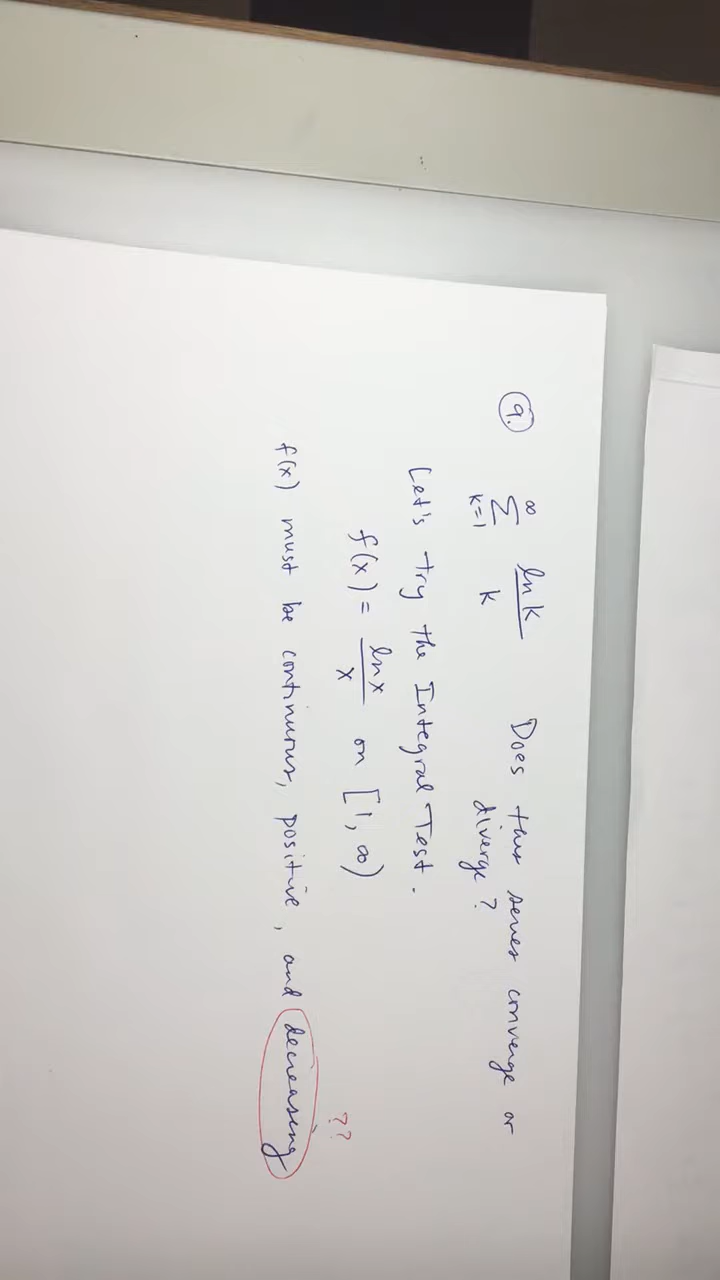 9. ∞ Σ k=1 ln k / k Does this series converge or
diverge?
Let's try the Integral Test.
f(x) = ln x / x on [1, ∞)
??
f(x) must be continuous, positive, and decreasing